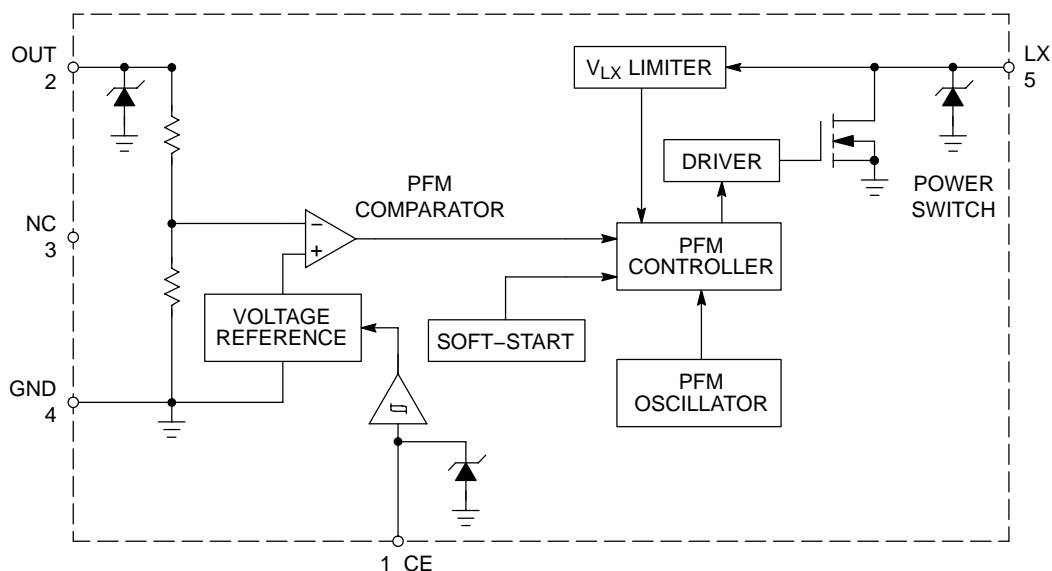 OUT
2
V_LX LIMITER
LX
5
DRIVER
POWER
SWITCH
PFM
COMPARATOR
NC
3
−
+
PFM
CONTROLLER
VOLTAGE
REFERENCE
SOFT−START
GND
4
PFM
OSCILLATOR
1 CE